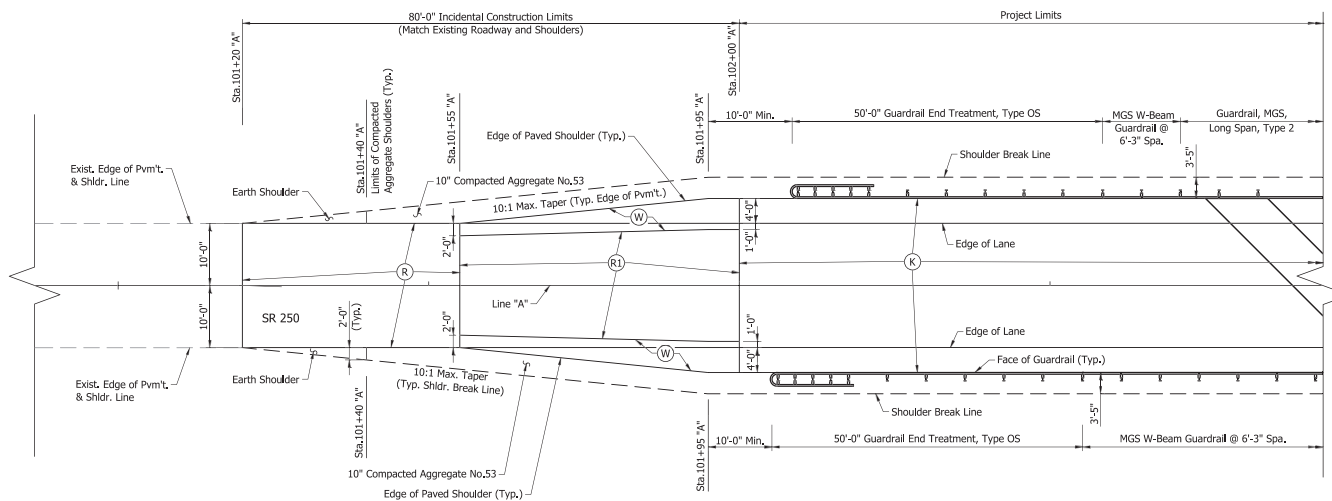 80'-0" Incidental Construction Limits
(Match Existing Roadway and Shoulders)
Project Limits
Sta.101+20 "A"
Sta.101+40 "A"
Limits of Compacted
Aggregate Shoulders (Typ.)
Sta.101+55 "A"
Sta.101+95 "A"
Sta.102+00 "A"
10'-0" Min.
50'-0" Guardrail End Treatment, Type OS
MGS W-Beam
Guardrail @
6'-3" Spa.
Guardrail, MGS,
Long Span, Type 2
Edge of Paved Shoulder (Typ.)
Shoulder Break Line
3'-5"
Exist. Edge of Pvm't.
& Shldr. Line
Earth Shoulder
10" Compacted Aggregate No.53
10:1 Max. Taper (Typ. Edge of Pavm't.)
W
4'-0"
1'-0"
Edge of Lane
10'-0"
2'-0"
R
R1
K
Line "A"
10'-0"
SR 250
2'-0"
(Typ.)
2'-0"
1'-0"
Edge of Lane
W
4'-0"
Face of Guardrail (Typ.)
Exist. Edge of Pvm't.
& Shldr. Line
Earth Shoulder
10:1 Max. Taper
(Typ. Shldr. Break Line)
Shoulder Break Line
3'-5"
Sta.101+40 "A"
Sta.101+95 "A"
10'-0" Min.
50'-0" Guardrail End Treatment, Type OS
MGS W-Beam Guardrail @ 6'-3" Spa.
10" Compacted Aggregate No.53
Edge of Paved Shoulder (Typ.)